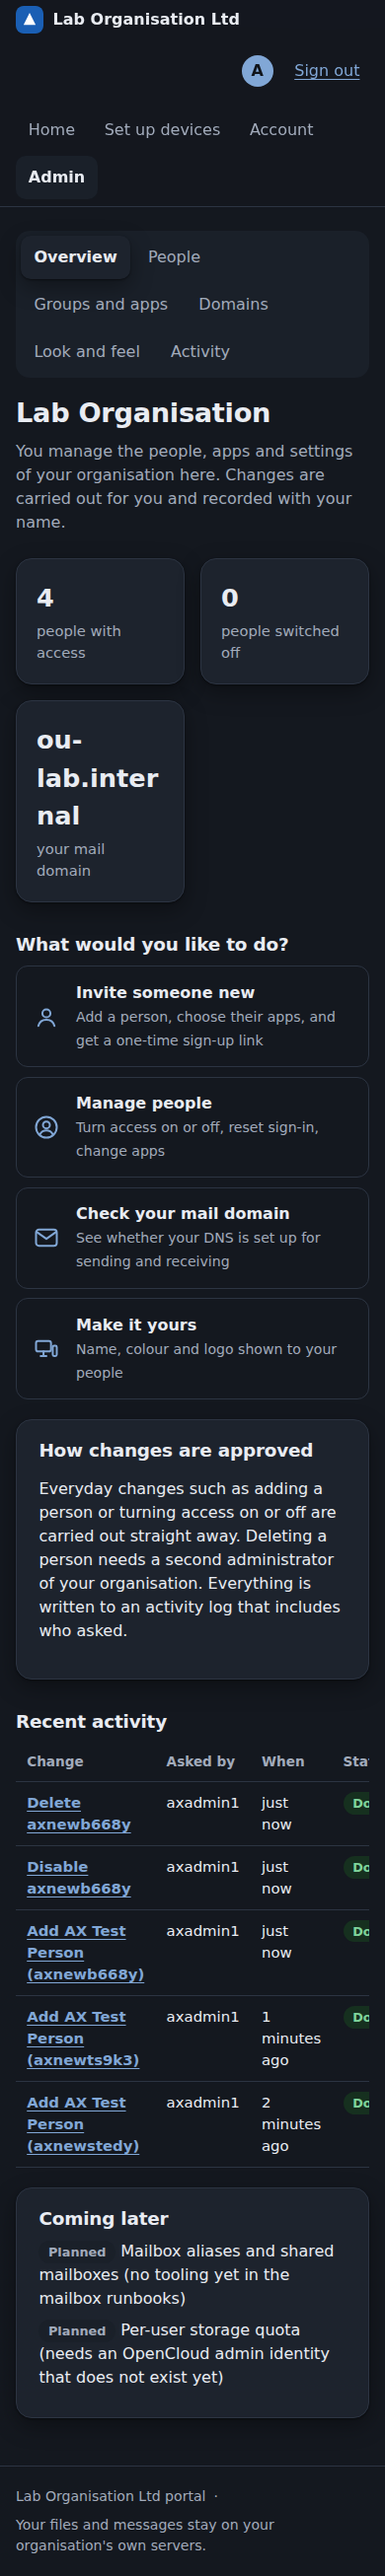 Lab Organisation Ltd
A Sign out
Home Set up devices Account
Admin
Overview People
Groups and apps Domains
Look and feel Activity
Lab Organisation
You manage the people, apps and settings
of your organisation here. Changes are
carried out for you and recorded with your
name.
4
people with
access
0
people switched
off
ou-
lab.inter
nal
your mail
domain
What would you like to do?
Invite someone new
Add a person, choose their apps, and
get a one-time sign-up link
Manage people
Turn access on or off, reset sign-in,
change apps
Check your mail domain
See whether your DNS is set up for
sending and receiving
Make it yours
Name, colour and logo shown to your
people
How changes are approved
Everyday changes such as adding a
person or turning access on or off are
carried out straight away. Deleting a
person needs a second administrator
of your organisation. Everything is
written to an activity log that includes
who asked.
Recent activity
Change Asked by When
Delete axadmin1 just Do
axnewb668y now
Disable axadmin1 just Do
axnewb668y now
Add AX Test axadmin1 just Do
Person now
(axnewb668y)
Add AX Test axadmin1 1 Do
Person minutes
(axnewts9k3) ago
Add AX Test axadmin1 2 Do
Person minutes
(axnewstedy) ago
Coming later
Planned Mailbox aliases and shared
mailboxes (no tooling yet in the
mailbox runbooks)
Planned Per-user storage quota
(needs an OpenCloud admin identity
that does not exist yet)
Lab Organisation Ltd portal ·
Your files and messages stay on your
organisation's own servers.